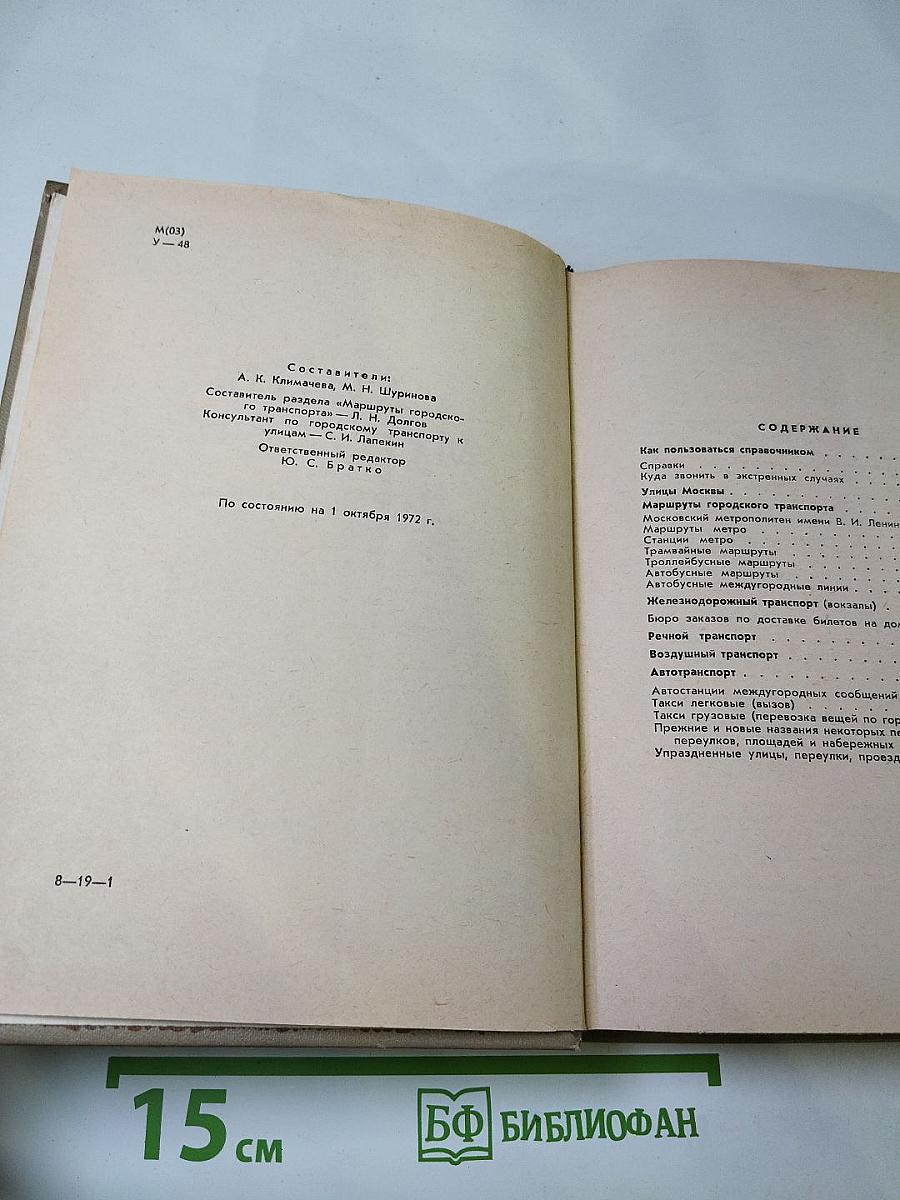 М(03)
У — 48
Составители:
А. К. Климачева, М. Н. Шуринова
Составитель раздела «Маршруты городско-
го транспорта» — Л. Н. Долгов
Консультант по городскому транспорту к
улицам — С. И. Лапекин
Ответственный редактор
Ю. С. Братко
По состоянию на 1 октября 1972 г.
8—19—1
СОДЕРЖАНИЕ
Как пользоваться справочником . . . . .
Справки . . . . . . . . . . . . . . .
Куда звонить в экстренных случаях . . . .
Улицы Москвы . . . . . . . . . . . . .
Маршруты городского транспорта . . . . .
Московский метрополитен имени В. И. Ленин
Маршруты метро . . . . . . . . . . . .
Станции метро . . . . . . . . . . . . .
Трамвайные маршруты . . . . . . . . .
Троллейбусные маршруты . . . . . . . .
Автобусные маршруты . . . . . . . . .
Автобусные междугородные линии . . . .
Железнодорожный транспорт (вокзалы) . .
Бюро заказов по доставке билетов на дом
Речной транспорт . . . . . . . . . . .
Воздушный транспорт . . . . . . . . .
Автотранспорт . . . . . . . . . . . . .
Автостанции междугородных сообщений
Такси легковые (вызов) . . . . . . . .
Такси грузовые (перевозка вещей по гор
Прежние и новые названия некоторых
переулков, площадей и набережных
Упраздненные улицы, переулки, проезд
15 см
БФ БИБЛИОФАН